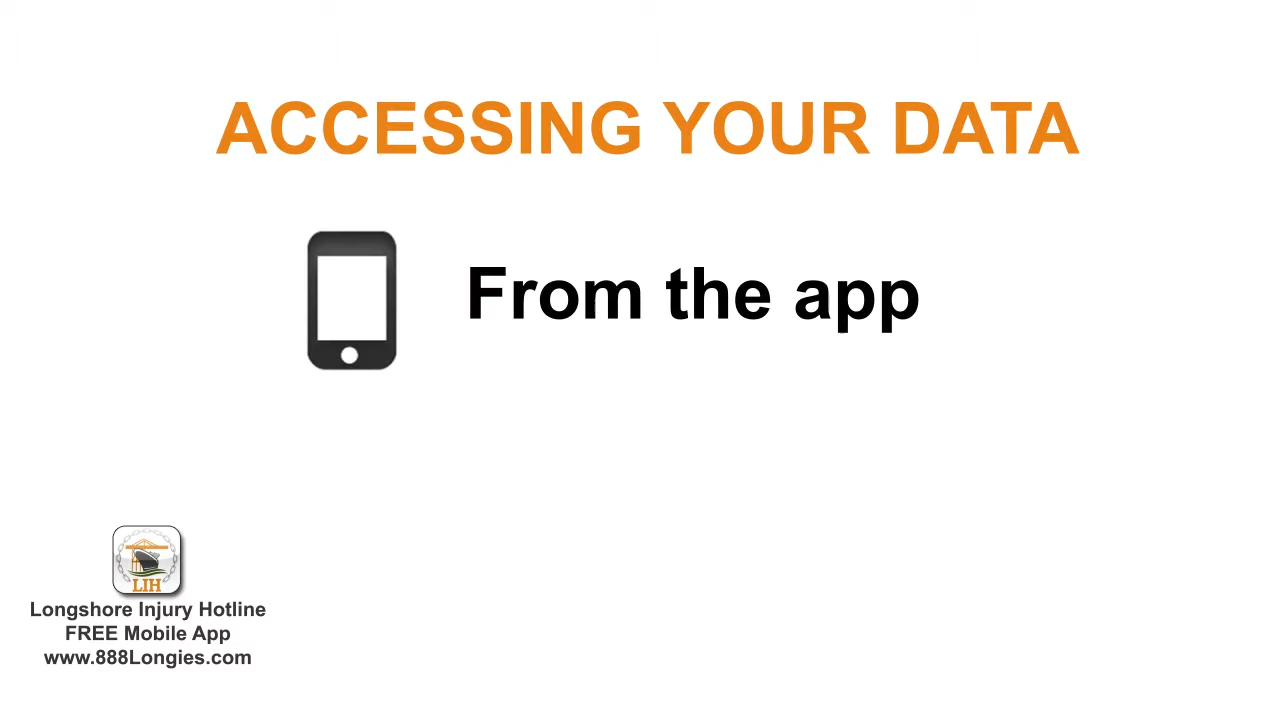 ACCESSING YOUR DATA
From the app
LIH
Longshore Injury Hotline
FREE Mobile App
www.888Longies.com